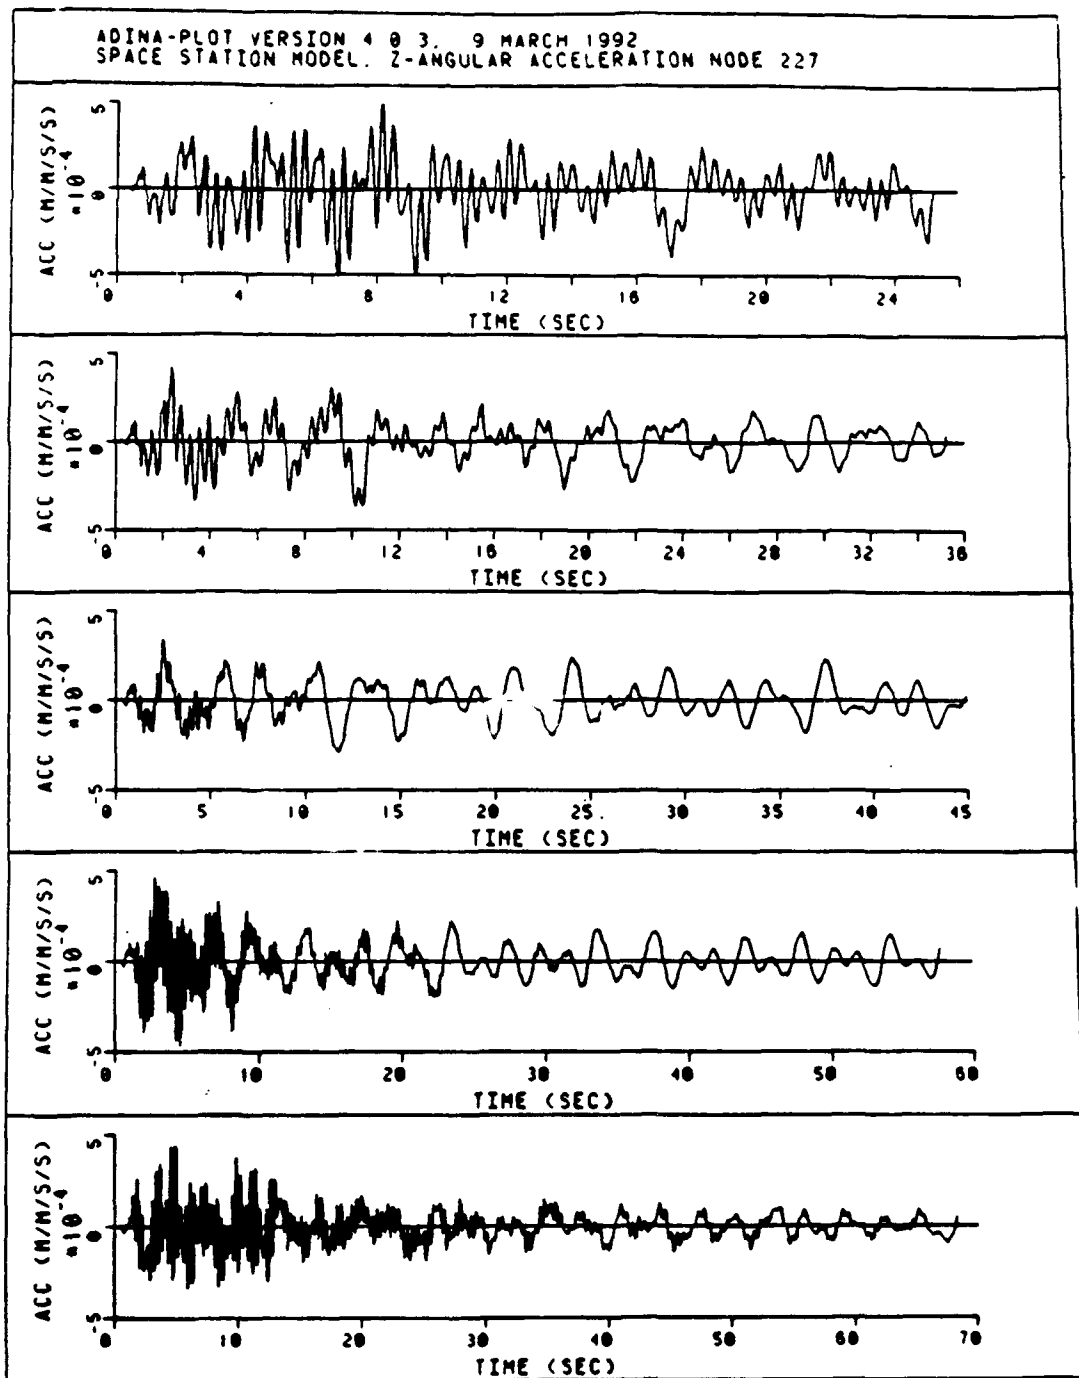 ADINA-PLOT VERSION 4 0 3, 9 MARCH 1992
SPACE STATION MODEL. Z-ANGULAR ACCELERATION NODE 227
ACC (M/M/S/S)
*10^-4
5
0
-5
0 4 8 12 16 20 24
TIME (SEC)
ACC (M/M/S/S)
*10^-4
5
0
-5
0 4 8 12 16 20 24 28 32 36
TIME (SEC)
ACC (M/M/S/S)
*10^-4
5
0
-5
0 5 10 15 20 25 30 35 40 45
TIME (SEC)
ACC (M/M/S/S)
*10^-4
5
0
-5
0 10 20 30 40 50 60
TIME (SEC)
ACC (M/M/S/S)
*10^-4
5
0
-5
0 10 20 30 40 50 60 70
TIME (SEC)